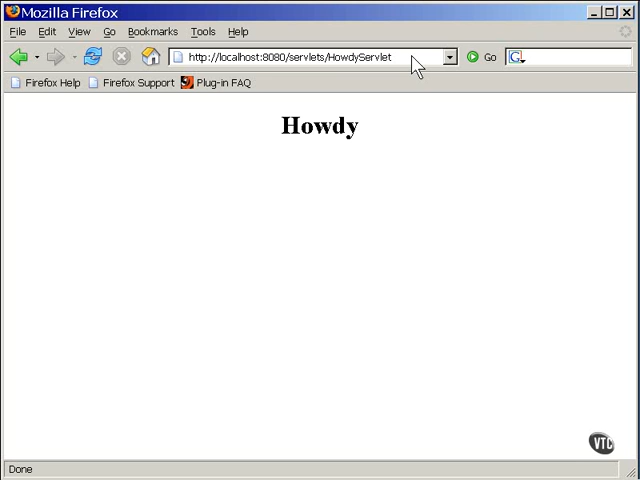 Mozilla Firefox
File Edit View Go Bookmarks Tools Help
http://localhost:8080/servlets/HowdyServlet Go G
Firefox Help Firefox Support Plug-in FAQ
Howdy
VTC
Done